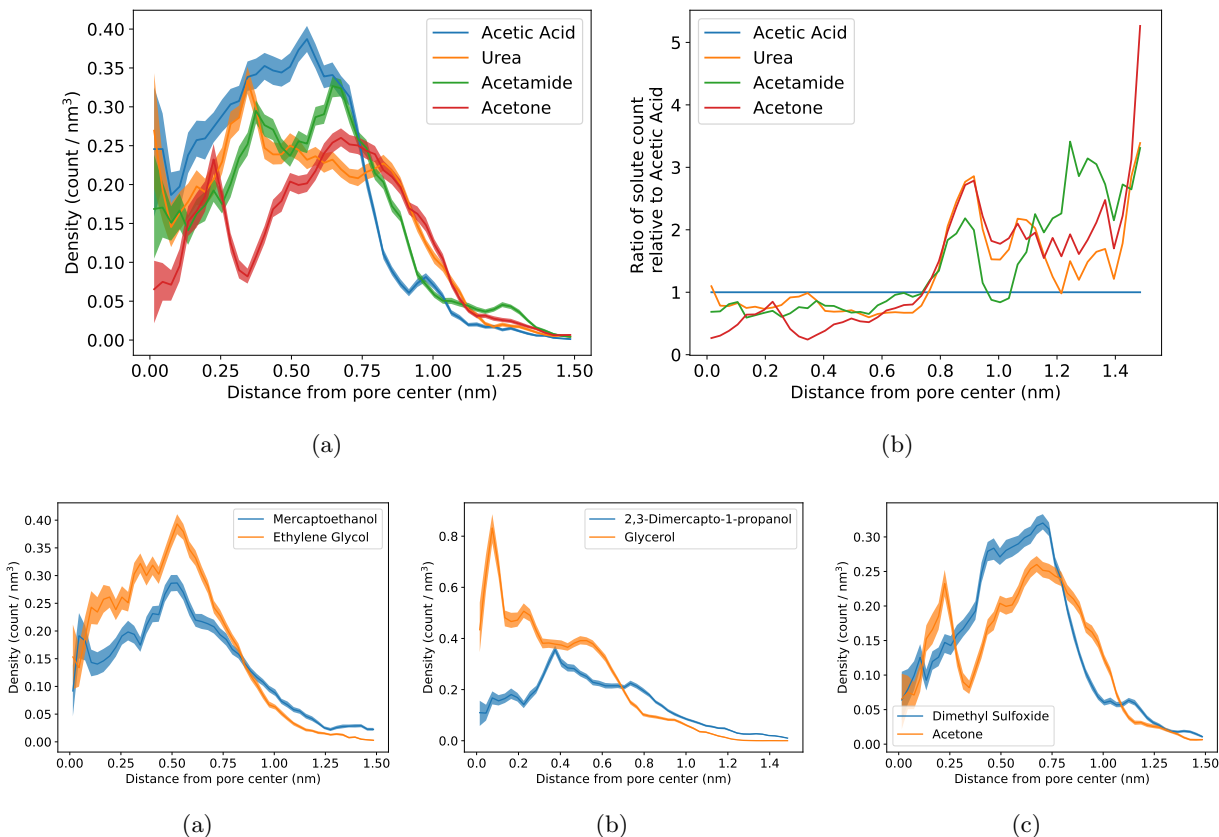 Density (count / nm³)
0.00
0.05
0.10
0.15
0.20
0.25
0.30
0.35
0.40
0.00 0.25 0.50 0.75 1.00 1.25 1.50
Distance from pore center (nm)
Acetic Acid
Urea
Acetamide
Acetone
(a)
Ratio of solute count
relative to Acetic Acid
0
1
2
3
4
5
0.0 0.2 0.4 0.6 0.8 1.0 1.2 1.4
Distance from pore center (nm)
Acetic Acid
Urea
Acetamide
Acetone
(b)
Density (count / nm³)
0.00
0.05
0.10
0.15
0.20
0.25
0.30
0.35
0.40
0.00 0.25 0.50 0.75 1.00 1.25 1.50
Distance from pore center (nm)
Mercaptoethanol
Ethylene Glycol
(a)
Density (count / nm³)
0.0
0.2
0.4
0.6
0.8
0.0 0.2 0.4 0.6 0.8 1.0 1.2 1.4
Distance from pore center (nm)
2,3-Dimercapto-1-propanol
Glycerol
(b)
Density (count / nm³)
0.00
0.05
0.10
0.15
0.20
0.25
0.30
0.00 0.25 0.50 0.75 1.00 1.25 1.50
Distance from pore center (nm)
Dimethyl Sulfoxide
Acetone
(c)